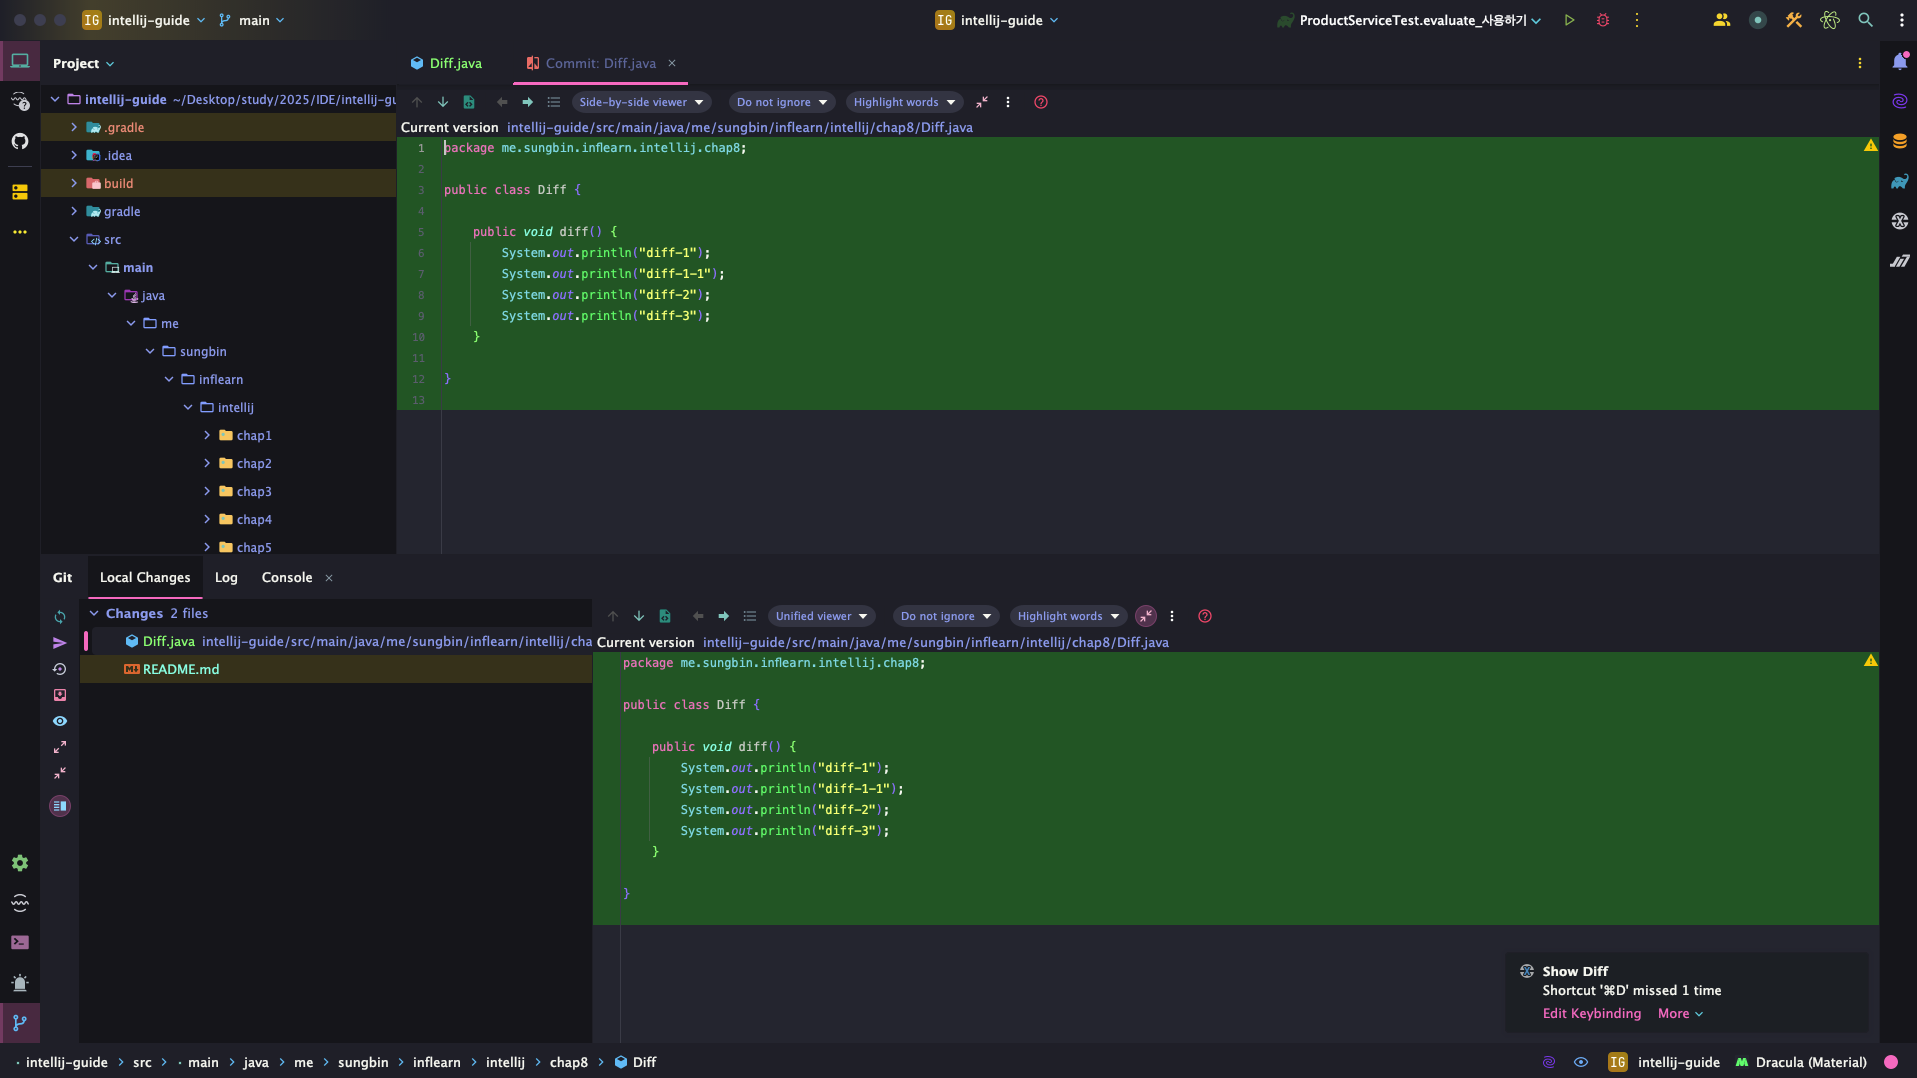 IG intellij-guide main
IG intellij-guide
ProductServiceTest.evaluate_사용하기
Project
Diff.java
Commit: Diff.java
intellij-guide ~/Desktop/study/2025/IDE/intellij-gu
.gradle
.idea
build
gradle
src
main
java
me
sungbin
inflearn
intellij
chap1
chap2
chap3
chap4
chap5
Side-by-side viewer Do not ignore Highlight words
Current version intellij-guide/src/main/java/me/sungbin/inflearn/intellij/chap8/Diff.java
1 package me.sungbin.inflearn.intellij.chap8;
2
3 public class Diff {
4
5 public void diff() {
6 System.out.println("diff-1");
7 System.out.println("diff-1-1");
8 System.out.println("diff-2");
9 System.out.println("diff-3");
10 }
11
12 }
13
Git Local Changes Log Console
Changes 2 files
Diff.java intellij-guide/src/main/java/me/sungbin/inflearn/intellij/cha
README.md
Unified viewer Do not ignore Highlight words
Current version intellij-guide/src/main/java/me/sungbin/inflearn/intellij/chap8/Diff.java
package me.sungbin.inflearn.intellij.chap8;
public class Diff {
public void diff() {
System.out.println("diff-1");
System.out.println("diff-1-1");
System.out.println("diff-2");
System.out.println("diff-3");
}
}
Show Diff
Shortcut '⌘D' missed 1 time
Edit Keybinding More
intellij-guide > src > main > java > me > sungbin > inflearn > intellij > chap8 > Diff
IG intellij-guide Dracula (Material)